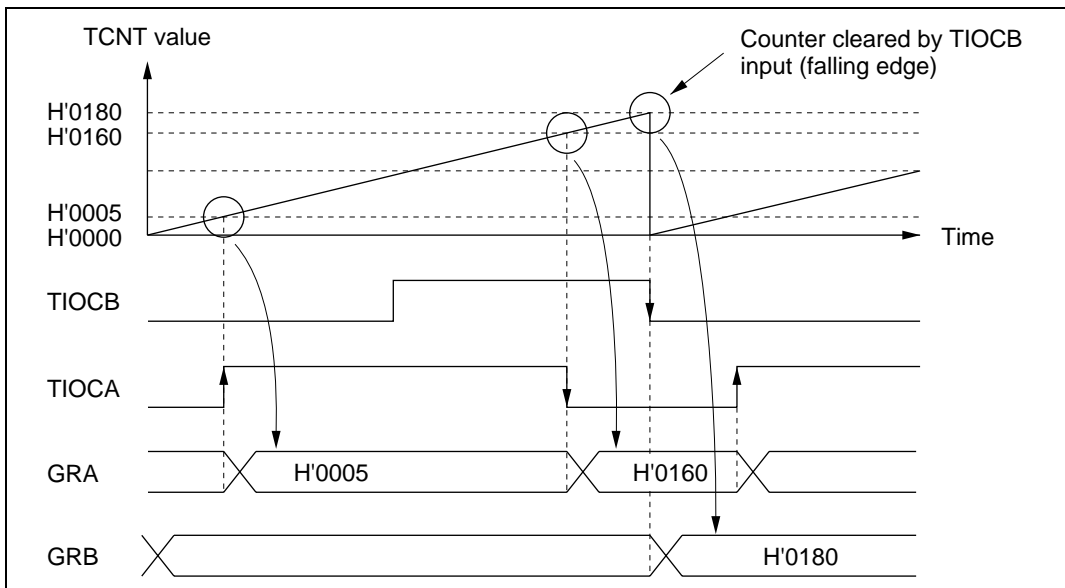 TCNT value
Counter cleared by TIOCB
input (falling edge)
H'0180
H'0160
H'0005
H'0000
Time
TIOCB
TIOCA
GRA
H'0005
H'0160
GRB
H'0180